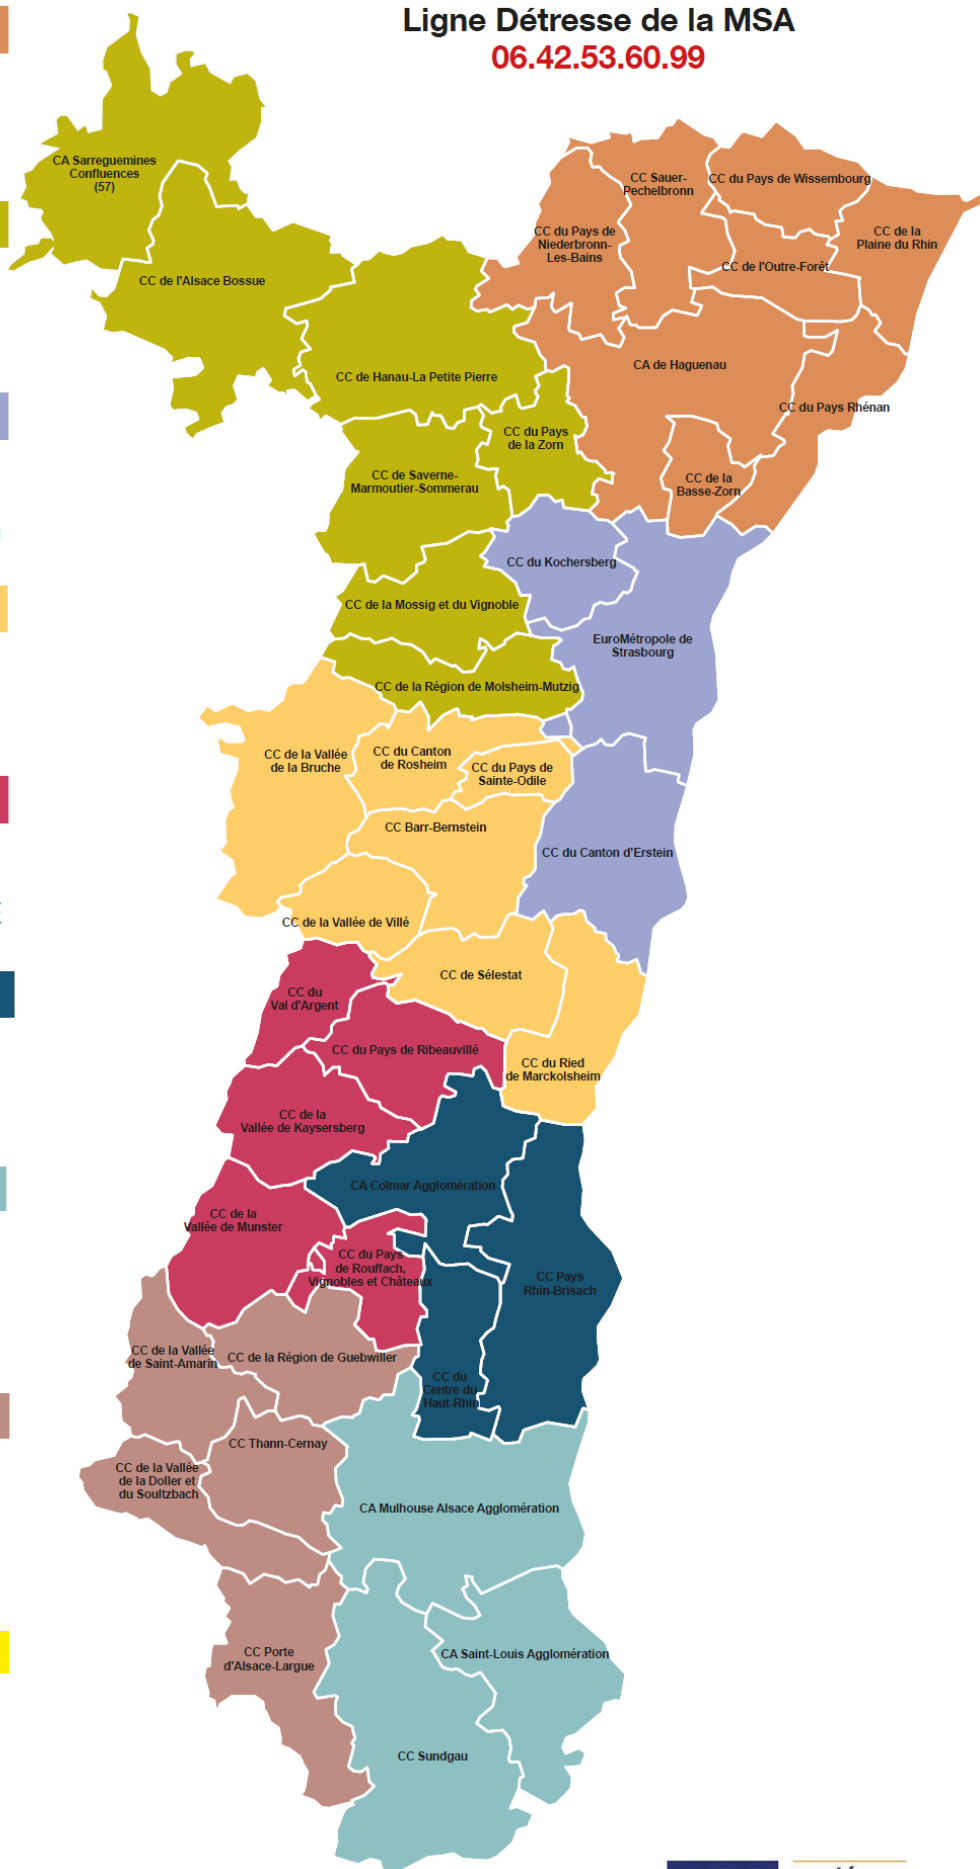 Ligne Détresse de la MSA
06.42.53.60.99
CA Sarreguemines
Confluences
(57)
CC de l'Alsace Bossue
CC de Hanau-La Petite Pierre
CC du Pays de
Niederbronn-
Les-Bains
CC Sauer-
Pechelbronn
CC du Pays de Wissembourg
CC de la
Plaine du Rhin
CC de l'Outre-Forêt
CA de Haguenau
CC du Pays Rhénan
CC du Pays
de la Zorn
CC de la
Basse-Zorn
CC de Saverne-
Marmoutier-Sommerau
CC du Kochersberg
CC de la Mossig et du Vignoble
EuroMétropole de
Strasbourg
CC de la Région de Molsheim-Mutzig
CC de la Vallée
de la Bruche
CC du Canton
de Rosheim
CC du Pays de
Sainte-Odile
CC Barr-Bernstein
CC du Canton d'Erstein
CC de la Vallée de Villé
CC de Sélestat
CC du
Val d'Argent
CC du Pays de Ribeauvillé
CC du Ried
de Marckolsheim
CC de la
Vallée de Kaysersberg
CA Colmar Agglomération
CC de la
Vallée de Munster
CC du Pays
de Rouffach,
Vignobles et Châteaux
CC Pays
Rhin-Brisach
CC de la Vallée
de Saint-Amarin
CC de la Région de Guebwiller
CC du
Centre du
Haut-Rhin
CC Thann-Cernay
CC de la Vallée
de la Doller et
du Soultzbach
CA Mulhouse Alsace Agglomération
CC Porte
d'Alsace-Largue
CA Saint-Louis Agglomération
CC Sundgau